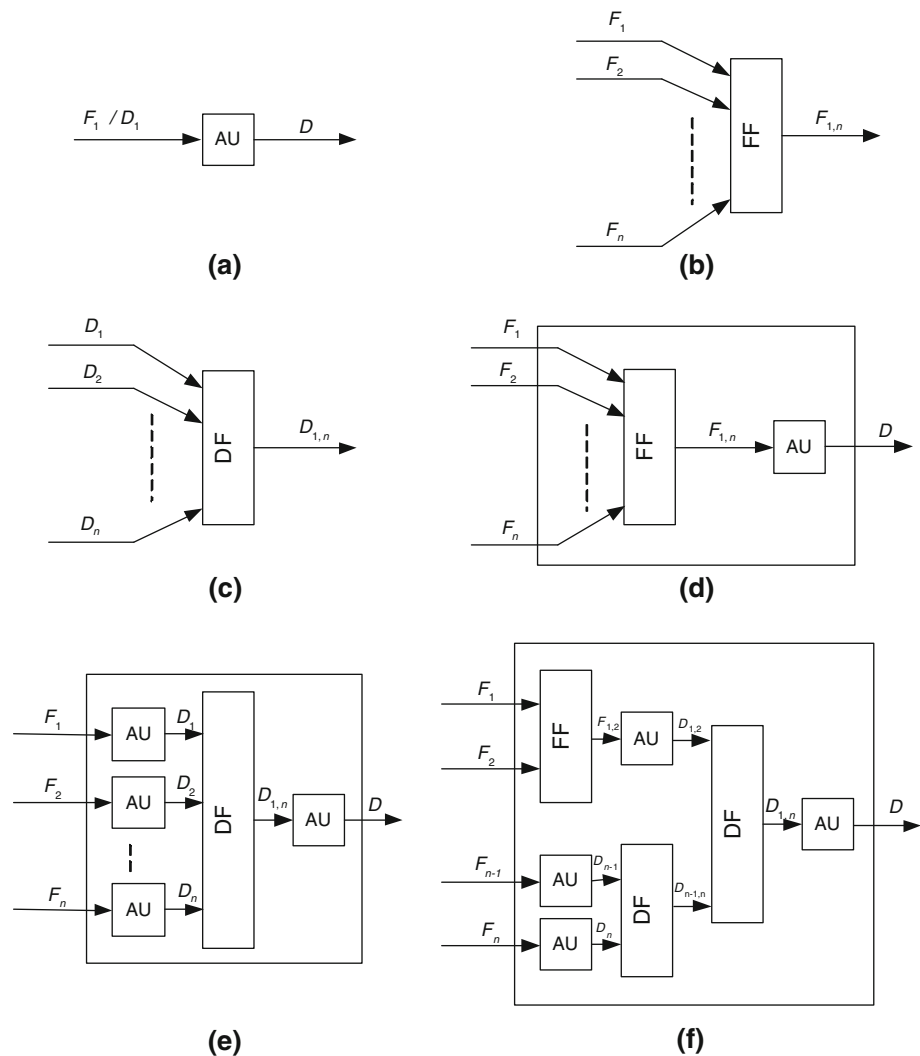 F1 / D1
AU
D
(a)
F1
F2
Fn
FF
F1,n
(b)
D1
D2
Dn
DF
D1,n
(c)
F1
F2
Fn
FF
F1,n
AU
D
(d)
F1
AU
D1
F2
AU
D2
Fn
AU
Dn
DF
D1,n
AU
D
(e)
F1
F2
FF
F1,2
AU
D1,2
Fn-1
AU
Dn-1
Fn
AU
Dn
DF
Dn-1,n
DF
D1,n
AU
D
(f)